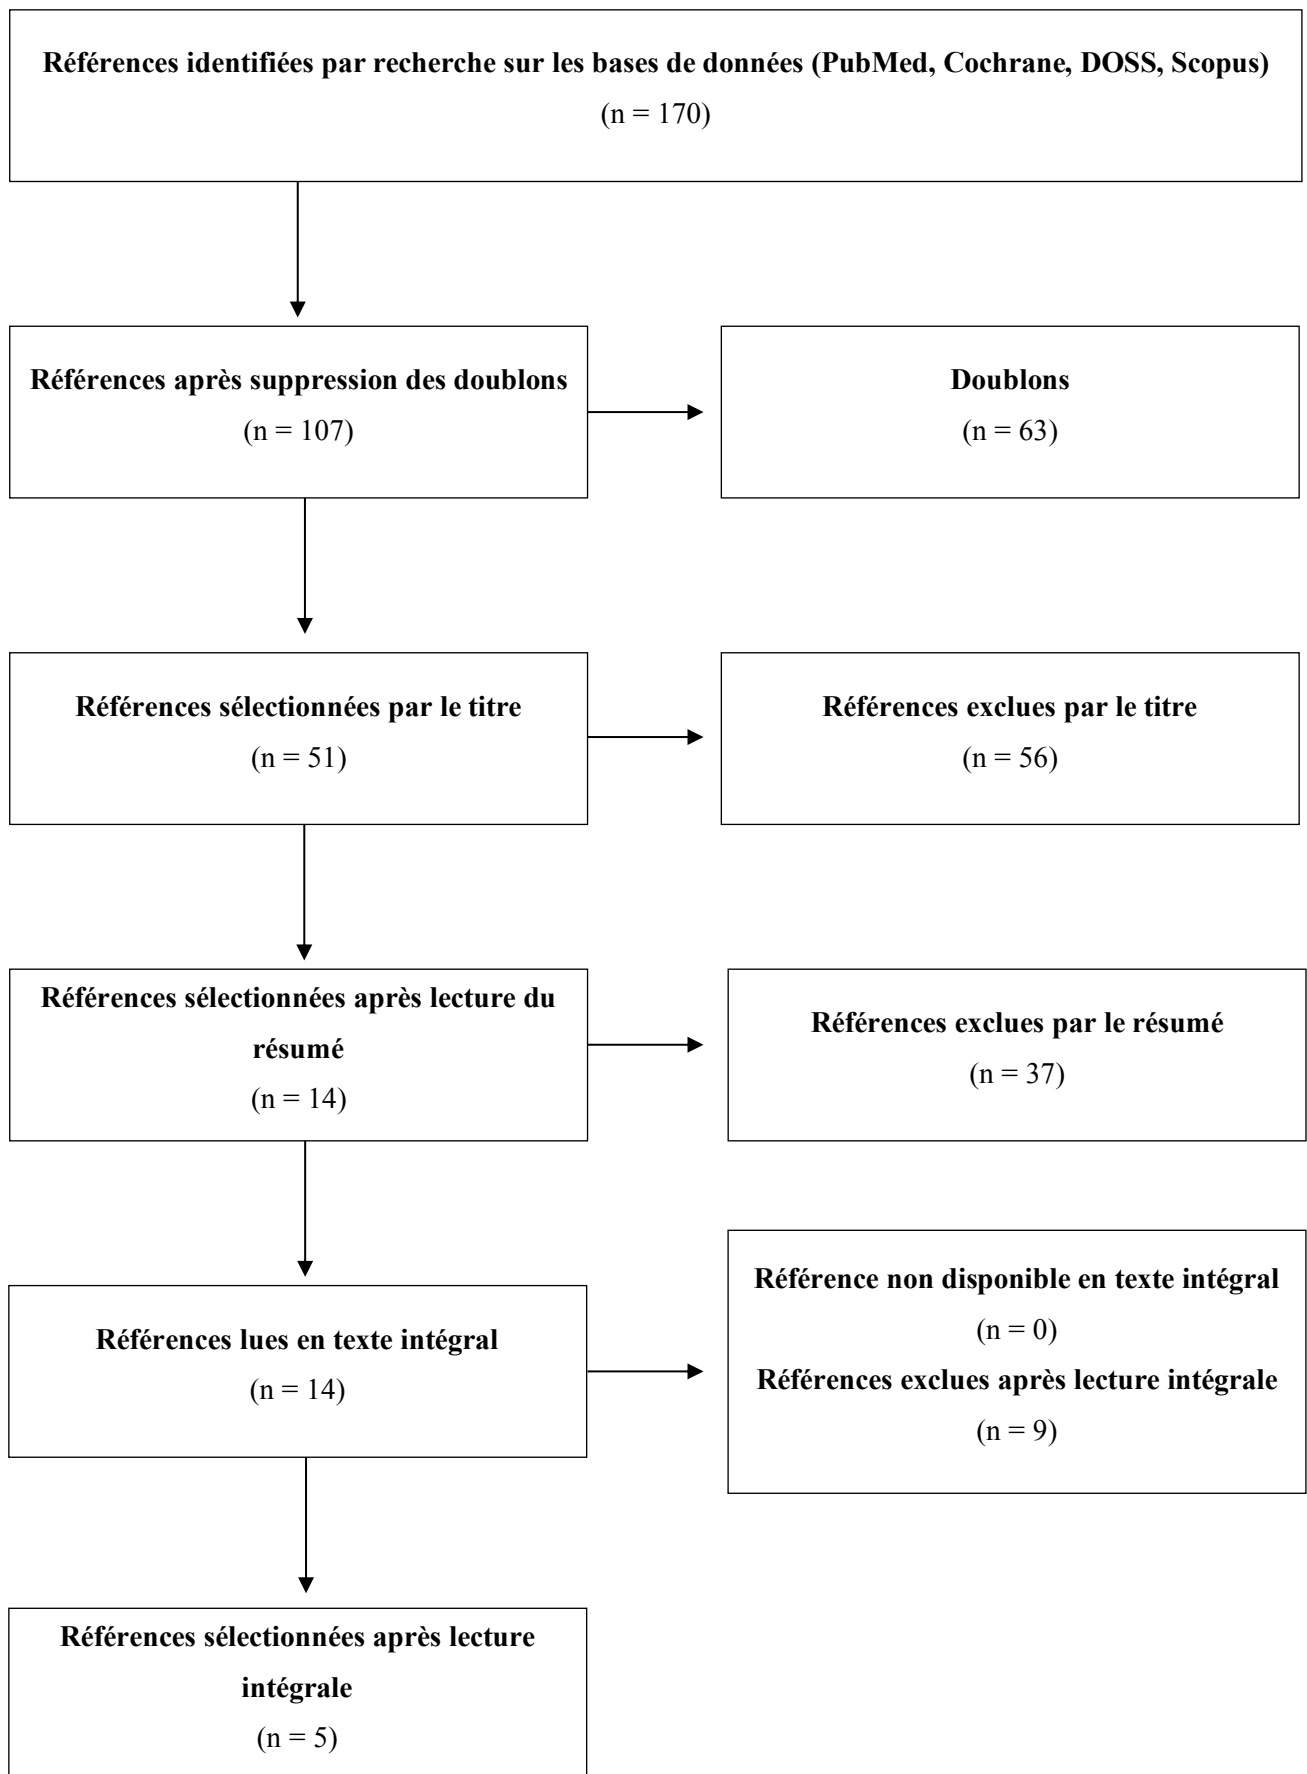 Références identifiées par recherche sur les bases de données (PubMed, Cochrane, DOSS, Scopus)
(n = 170)
Références après suppression des doublons
(n = 107)
Doublons
(n = 63)
Références sélectionnées par le titre
(n = 51)
Références exclues par le titre
(n = 56)
Références sélectionnées après lecture du
résumé
(n = 14)
Références exclues par le résumé
(n = 37)
Références lues en texte intégral
(n = 14)
Référence non disponible en texte intégral
(n = 0)
Références exclues après lecture intégrale
(n = 9)
Références sélectionnées après lecture
intégrale
(n = 5)